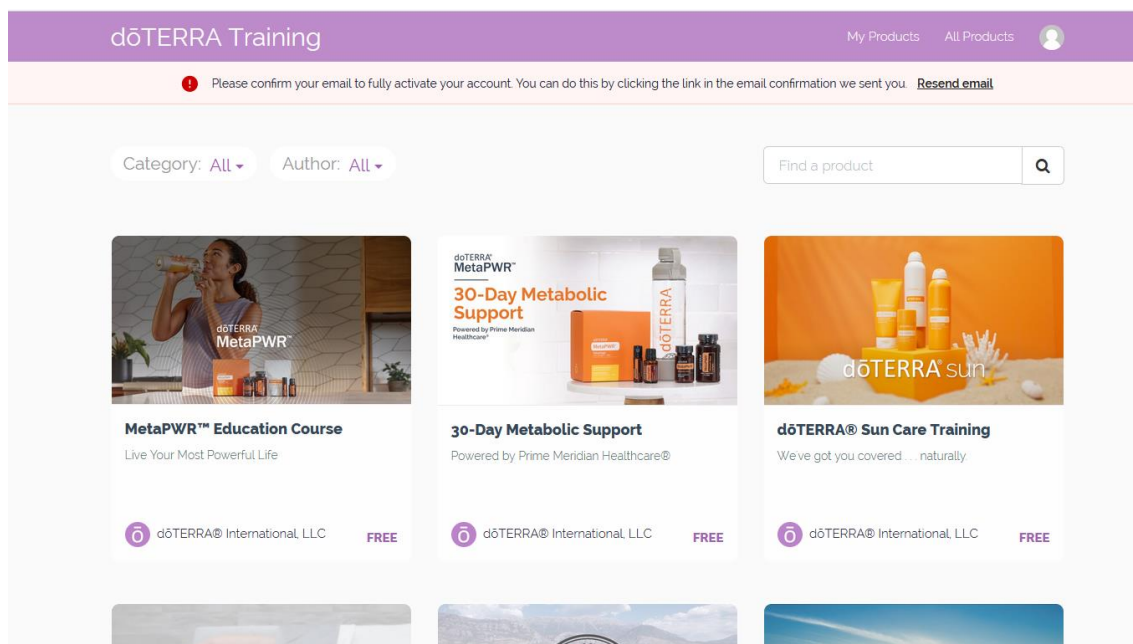 dōTERRA Training
My Products
All Products
Please confirm your email to fully activate your account. You can do this by clicking the link in the email confirmation we sent you. Resend email
Category: All
Author: All
Find a product
dōTERRA
MetaPWR™
doTERRA®
MetaPWR™
30-Day Metabolic
Support
Powered by Prime Meridian
Healthcare®
dōTERRA
MetaPWR
dōTERRA® sun
MetaPWR™ Education Course
Live Your Most Powerful Life
dōTERRA® International, LLC
FREE
30-Day Metabolic Support
Powered by Prime Meridian Healthcare®
dōTERRA® International, LLC
FREE
dōTERRA® Sun Care Training
We've got you covered . . . naturally.
dōTERRA® International, LLC
FREE